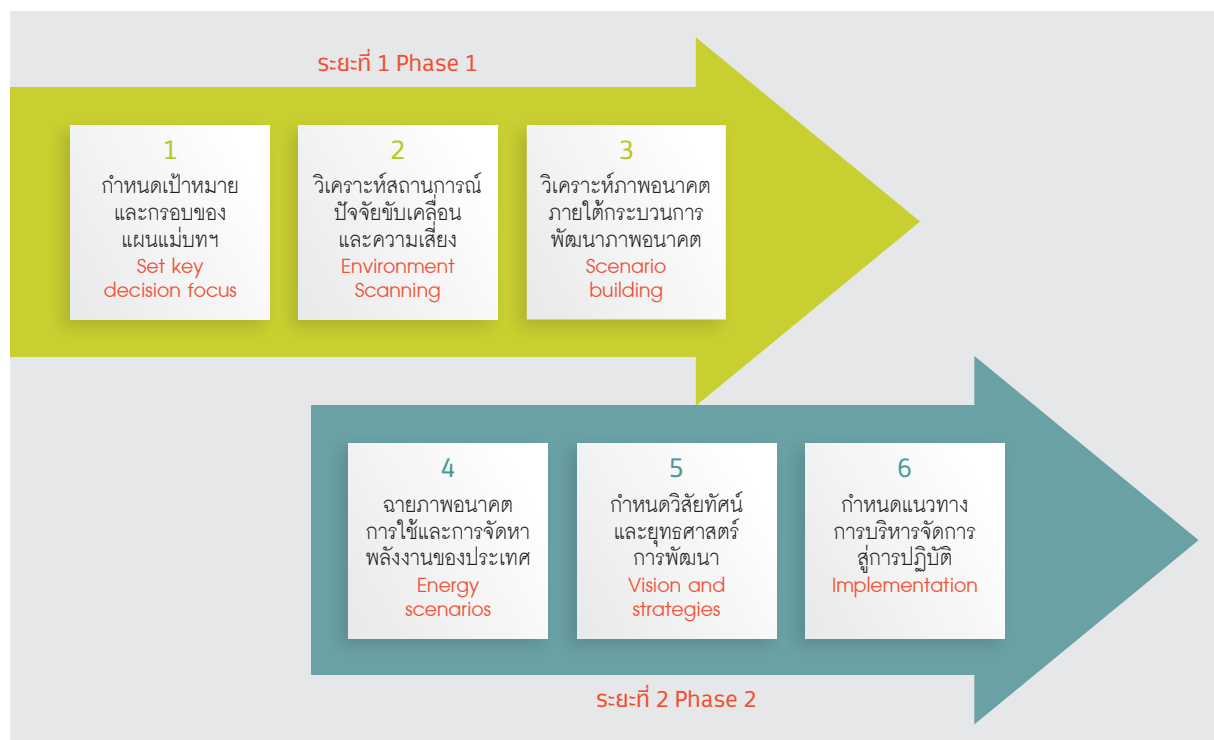 ระยะที่ 1 Phase 1
1
กำหนดเป้าหมาย
และกรอบของ
แผนแม่บทฯ
Set key
decision focus
2
วิเคราะห์สถานการณ์
ปัจจัยขับเคลื่อน
และความเสี่ยง
Environment
Scanning
3
วิเคราะห์ภาพอนาคต
ภายใต้กระบวนการ
พัฒนาภาพอนาคต
Scenario
building
4
ฉายภาพอนาคต
การใช้และการจัดหา
พลังงานของประเทศ
Energy
scenarios
5
กำหนดวิสัยทัศน์
และยุทธศาสตร์
การพัฒนา
Vision and
strategies
6
กำหนดแนวทาง
การบริหารจัดการ
สู่การปฏิบัติ
Implementation
ระยะที่ 2 Phase 2